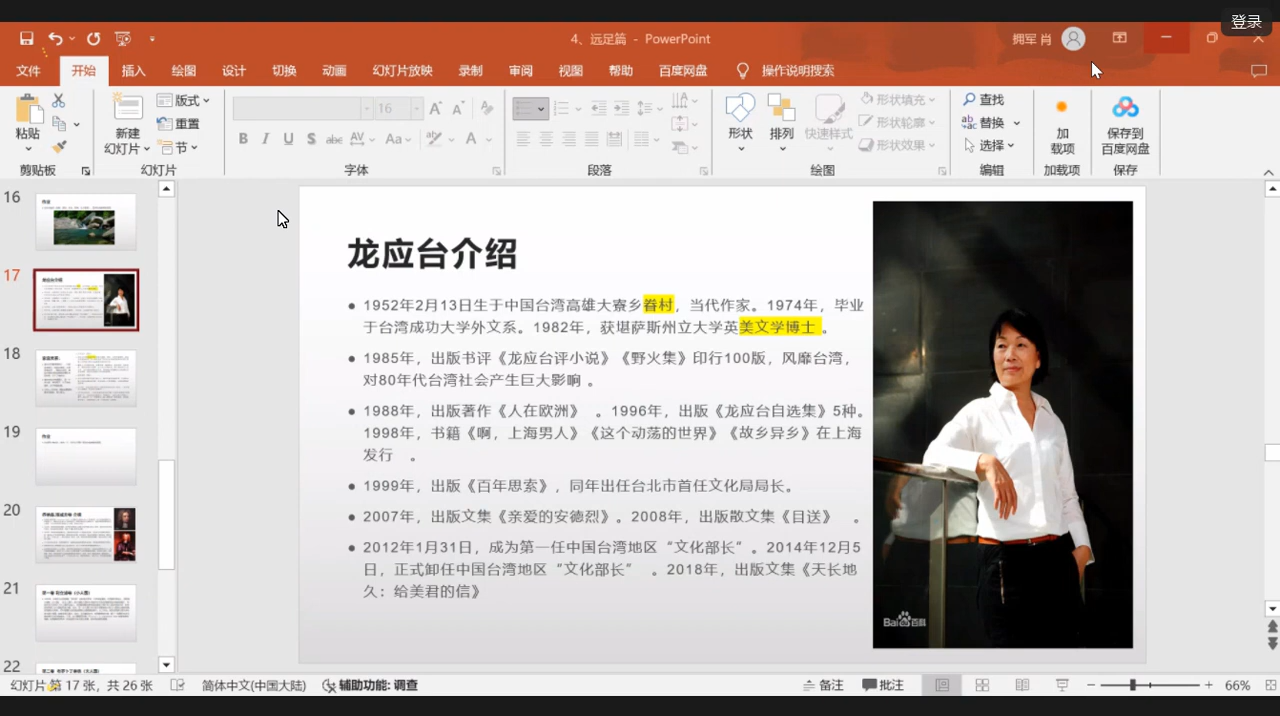 登录
4、远足篇 - PowerPoint
拥军 肖
文件 开始 插入 绘图 设计 切换 动画 幻灯片放映 录制 审阅 视图 帮助 百度网盘 操作说明搜索
粘贴
剪贴板
新建
幻灯片
版式
重置
节
幻灯片
16
B I U S abc AV Aa A
字体
段落
形状 排列 快速样式
形状填充
形状轮廓
形状效果
绘图
查找
替换
选择
编辑
加
载项
加载项
保存到
百度网盘
保存
16
17
18
19
20
21
22
龙应台介绍
1952年2月13日生于中国台湾高雄大寮乡眷村，当代作家。1974年，毕业
于台湾成功大学外文系。1982年，获堪萨斯州立大学英美文学博士 。
1985年，出版书评《龙应台评小说》《野火集》印行100版，风靡台湾，
对80年代台湾社会产生巨大影响 。
1988年，出版著作《人在欧洲》 。1996年，出版《龙应台自选集》5种。
1998年，书籍《啊，上海男人》《这个动荡的世界》《故乡异乡》在上海
发行 。
1999年，出版《百年思索》，同年出任台北市首任文化局局长。
2007年，出版文集《亲爱的安德烈》。2008年，出版散文集《目送》 。
2012年1月31日，成为第一任中国台湾地区“文化部长”。2014年12月5
日，正式卸任中国台湾地区“文化部长” 。2018年，出版文集《天长地
久：给美君的信》
Bai百科
幻灯片 第 17 张，共 26 张 简体中文(中国大陆) 辅助功能: 调查 备注 批注 66%